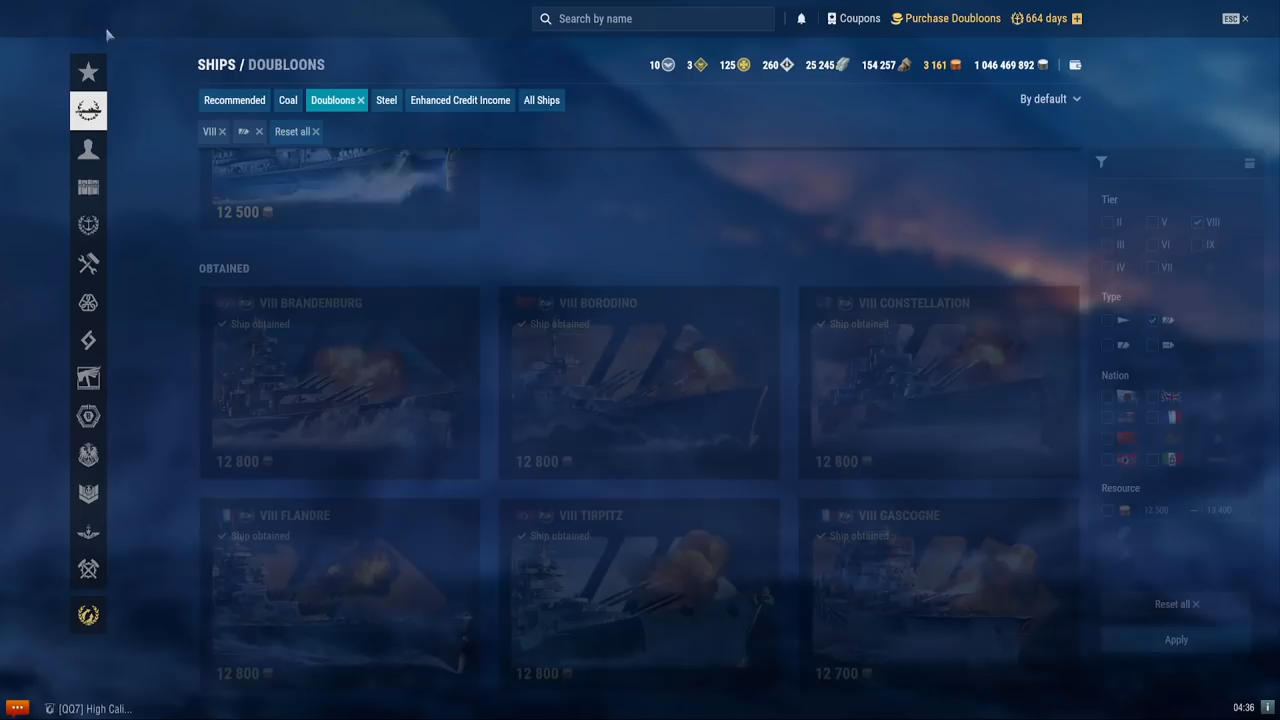 Search by name
Coupons
Purchase Doubloons
664 days
ESC ×
SHIPS / DOUBLOONS
10
3
125
260
25 245
154 257
3 161
1 046 469 892
Recommended
Coal
Doubloons ×
Steel
Enhanced Credit Income
All Ships
By default
VIII ×
×
Reset all ×
12 500
OBTAINED
VIII BRANDENBURG
Ship obtained
12 800
VIII BORODINO
Ship obtained
12 800
VIII CONSTELLATION
Ship obtained
12 800
VIII FLANDRE
Ship obtained
12 800
VIII TIRPITZ
Ship obtained
12 800
VIII GASCOGNE
Ship obtained
12 700
Tier
II
V
VIII
III
VI
IX
IV
VII
Type
Nation
Resource
12 500 — 13 400
Reset all ×
Apply
[QQ7] High Cali...
04:36